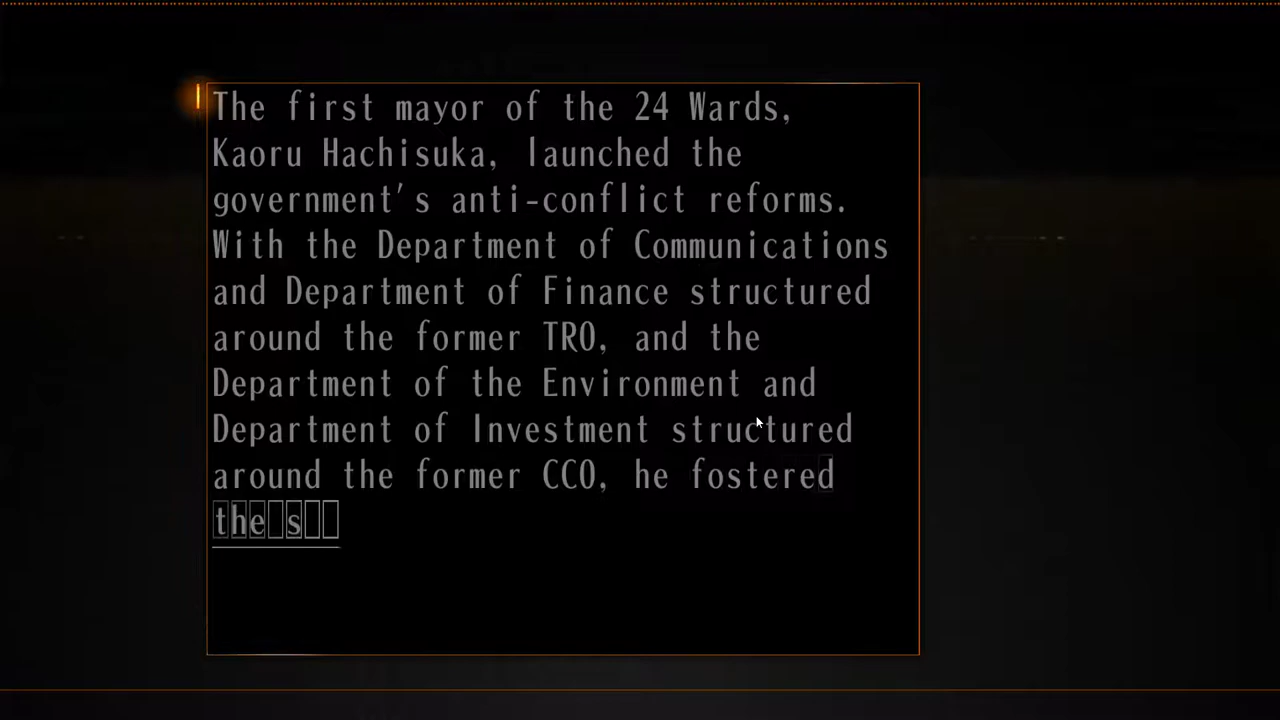 The first mayor of the 24 Wards,
Kaoru Hachisuka, launched the
government's anti-conflict reforms.
With the Department of Communications
and Department of Finance structured
around the former TRO, and the
Department of the Environment and
Department of Investment structured
around the former CCO, he fostered
the s